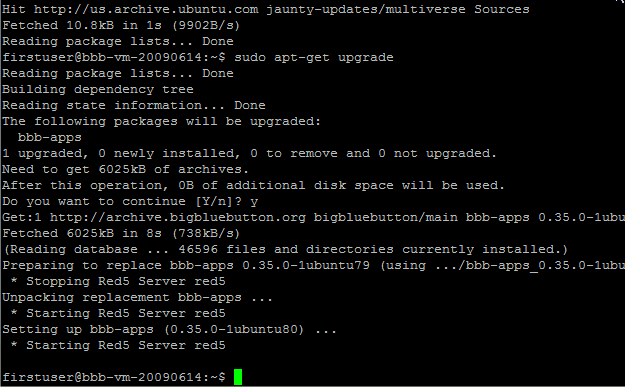 Hit http://us.archive.ubuntu.com jaunty-updates/multiverse Sources
Fetched 10.8kB in 1s (9902B/s)
Reading package lists... Done
firstuser@bbb-vm-20090614:~$ sudo apt-get upgrade
Reading package lists... Done
Building dependency tree
Reading state information... Done
The following packages will be upgraded:
  bbb-apps
1 upgraded, 0 newly installed, 0 to remove and 0 not upgraded.
Need to get 6025kB of archives.
After this operation, 0B of additional disk space will be used.
Do you want to continue [Y/n]? y
Get:1 http://archive.bigbluebutton.org bigbluebutton/main bbb-apps 0.35.0-1ubu
Fetched 6025kB in 8s (738kB/s)
(Reading database ... 46596 files and directories currently installed.)
Preparing to replace bbb-apps 0.35.0-1ubuntu79 (using .../bbb-apps_0.35.0-1ubu
 * Stopping Red5 Server red5
Unpacking replacement bbb-apps ...
 * Starting Red5 Server red5
Setting up bbb-apps (0.35.0-1ubuntu80) ...
 * Starting Red5 Server red5
firstuser@bbb-vm-20090614:~$